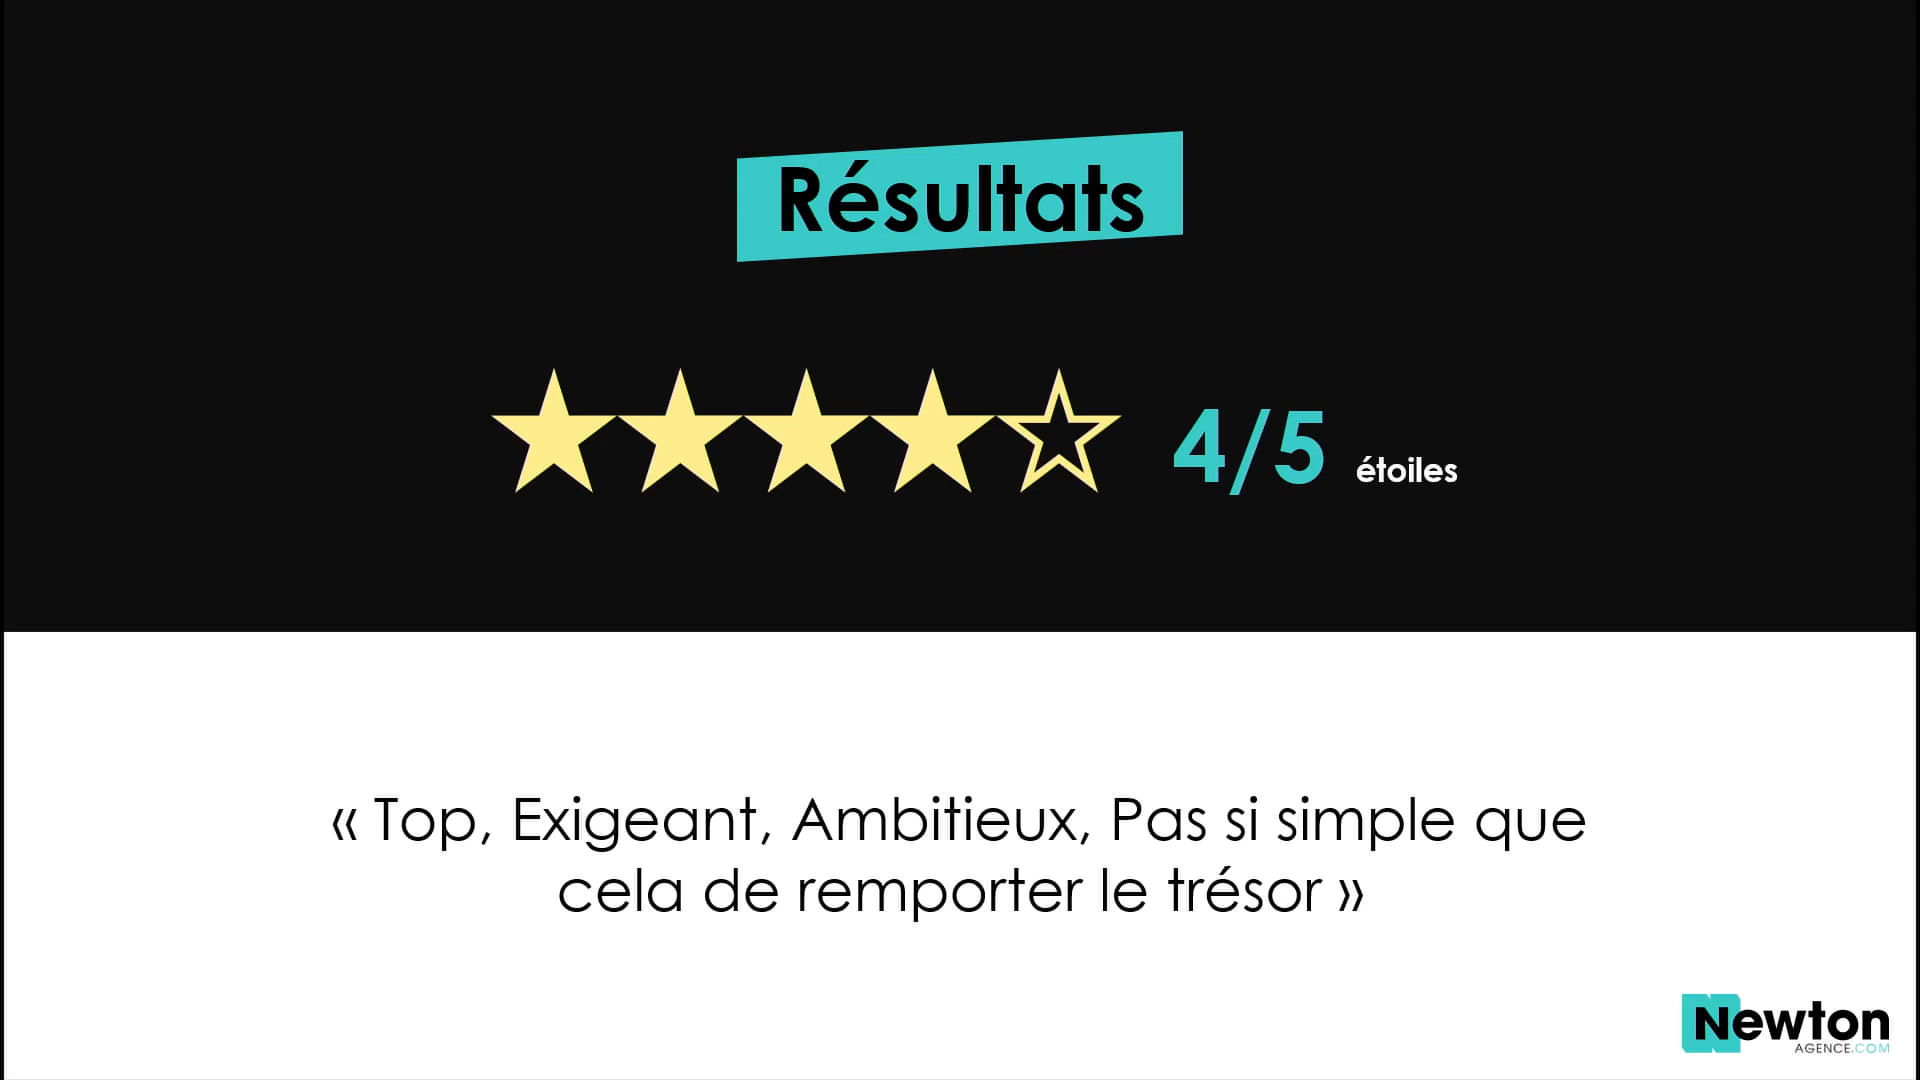 Résultats
4/5 étoiles
« Top, Exigeant, Ambitieux, Pas si simple que
cela de remporter le trésor »
Newton
AGENCE.COM